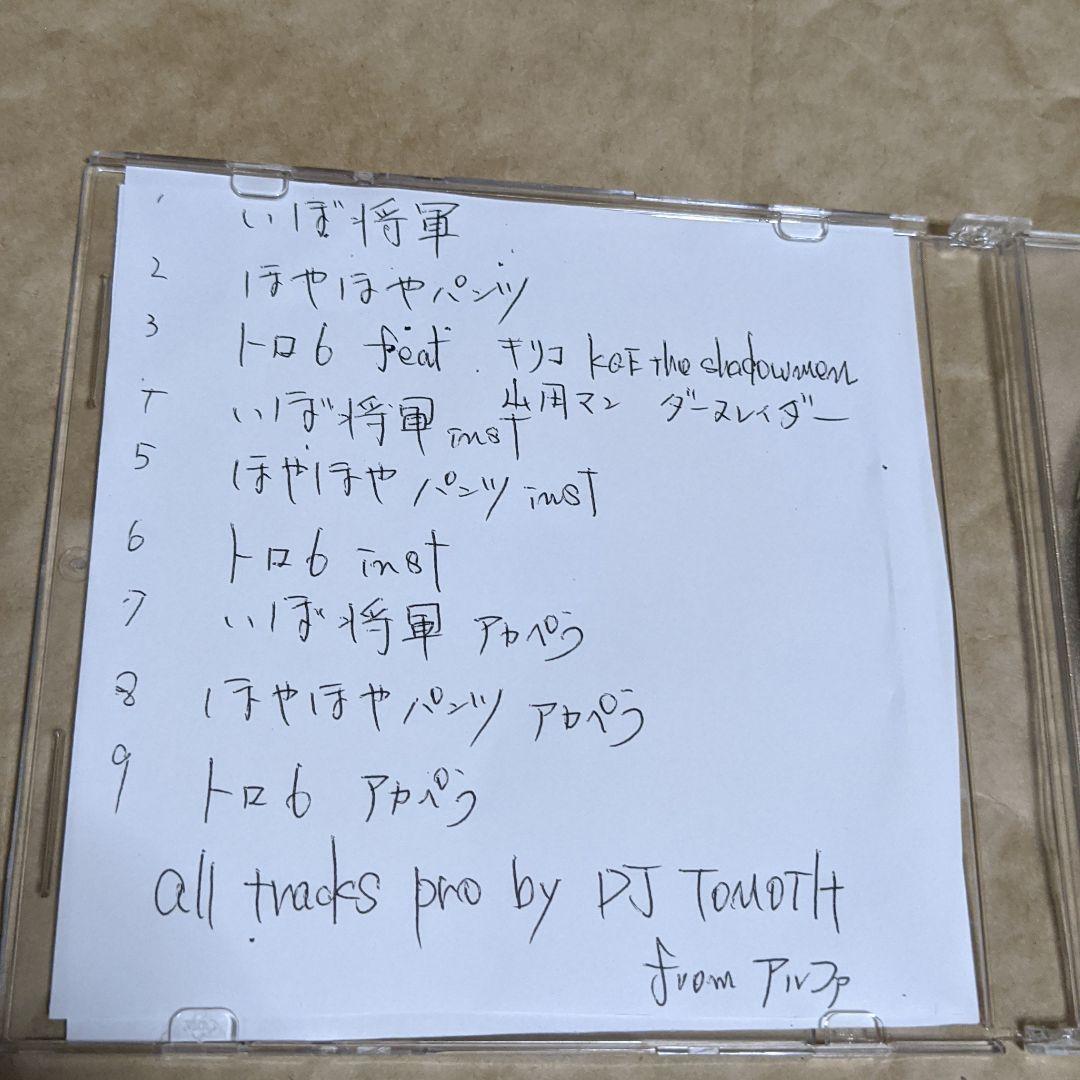 1 いぼ将軍
2 ほやほやパンツ
3 トロ6 feat. キリコ KGE the shadowmen
ダースレイダー
4 いぼ将軍 inst
5 ほやほやパンツ inst
6 トロ6 inst
7 いぼ将軍 アカペラ
8 ほやほやパンツ アカペラ
9 トロ6 アカペラ
all tracks pro by DJ TOMOTH
from アルファ